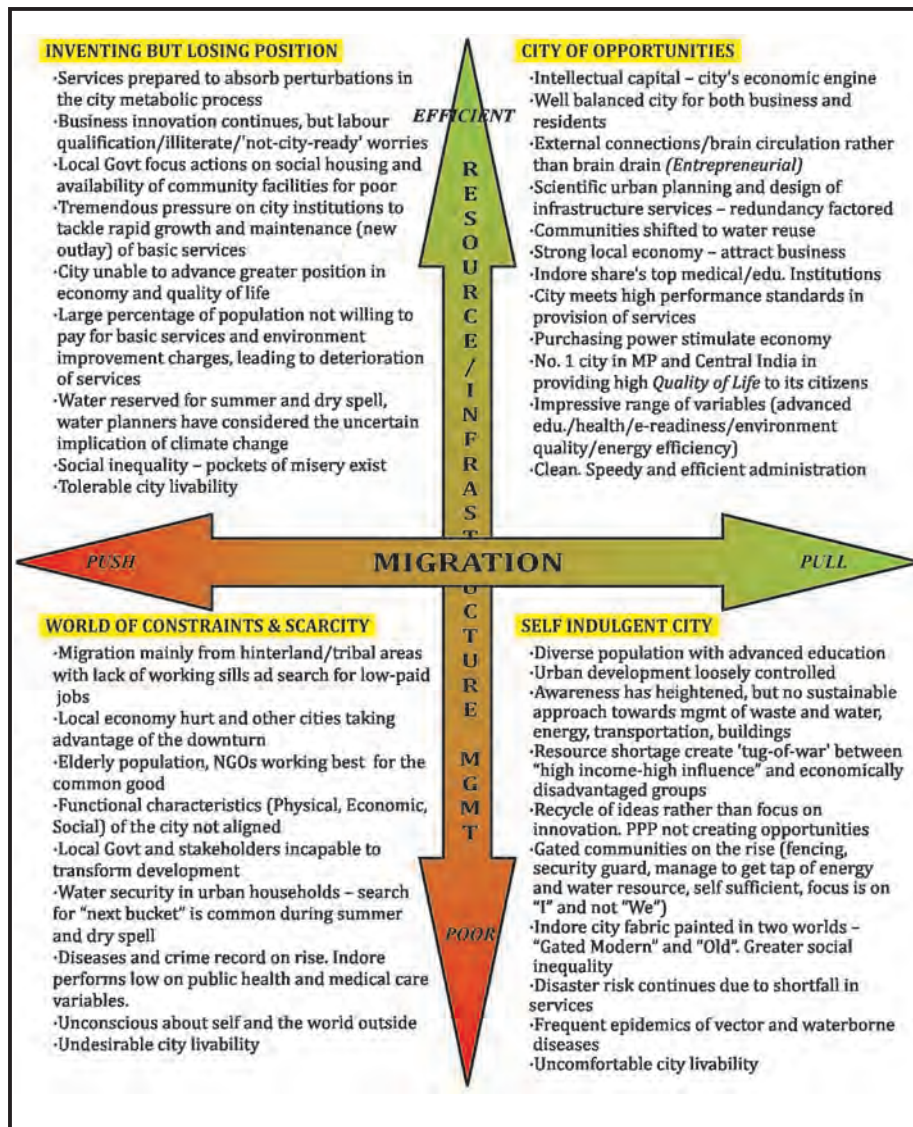 INVENTING BUT LOSING POSITION
·Services prepared to absorb perturbations in
the city metabolic process
·Business innovation continues, but labour
qualification/illiterate/'not-city-ready' worries
·Local Govt focus actions on social housing and
availability of community facilities for poor
·Tremendous pressure on city institutions to
tackle rapid growth and maintenance (new
outlay) of basic services
·City unable to advance greater position in
economy and quality of life
·Large percentage of population not willing to
pay for basic services and environment
improvement charges, leading to deterioration
of services
·Water reserved for summer and dry spell,
water planners have considered the uncertain
implication of climate change
·Social inequality – pockets of misery exist
·Tolerable city livability
CITY OF OPPORTUNITIES
·Intellectual capital – city's economic engine
·Well balanced city for both business and
residents
·External connections/brain circulation rather
than brain drain (Entrepreneurial)
·Scientific urban planning and design of
infrastructure services – redundancy factored
·Communities shifted to water reuse
·Strong local economy – attract business
·Indore share's top medical/edu. Institutions
·City meets high performance standards in
provision of services
·Purchasing power stimulate economy
·No. 1 city in MP and Central India in
providing high Quality of Life to its citizens
·Impressive range of variables (advanced
edu./health/e-readiness/environment
quality/energy efficiency)
·Clean. Speedy and efficient administration
EFFICIENT
RESOURCE/INFRAST UCTURE MGMT
POOR
PUSH
MIGRATION
PULL
WORLD OF CONSTRAINTS & SCARCITY
·Migration mainly from hinterland/tribal areas
with lack of working sills ad search for low-paid
jobs
·Local economy hurt and other cities taking
advantage of the downturn
·Elderly population, NGOs working best for the
common good
·Functional characteristics (Physical, Economic,
Social) of the city not aligned
·Local Govt and stakeholders incapable to
transform development
·Water security in urban households – search
for "next bucket" is common during summer
and dry spell
·Diseases and crime record on rise. Indore
performs low on public health and medical care
variables.
·Unconscious about self and the world outside
·Undesirable city livability
SELF INDULGENT CITY
·Diverse population with advanced education
·Urban development loosely controlled
·Awareness has heightened, but no sustainable
approach towards mgmt of waste and water,
energy, transportation, buildings
·Resource shortage create 'tug-of-war' between
"high income-high influence" and economically
disadvantaged groups
·Recycle of ideas rather than focus on
innovation. PPP not creating opportunities
·Gated communities on the rise (fencing,
security guard, manage to get tap of energy
and water resource, self sufficient, focus is on
"I" and not "We")
·Indore city fabric painted in two worlds –
"Gated Modern" and "Old". Greater social
inequality
·Disaster risk continues due to shortfall in
services
·Frequent epidemics of vector and waterborne
diseases
·Uncomfortable city livability